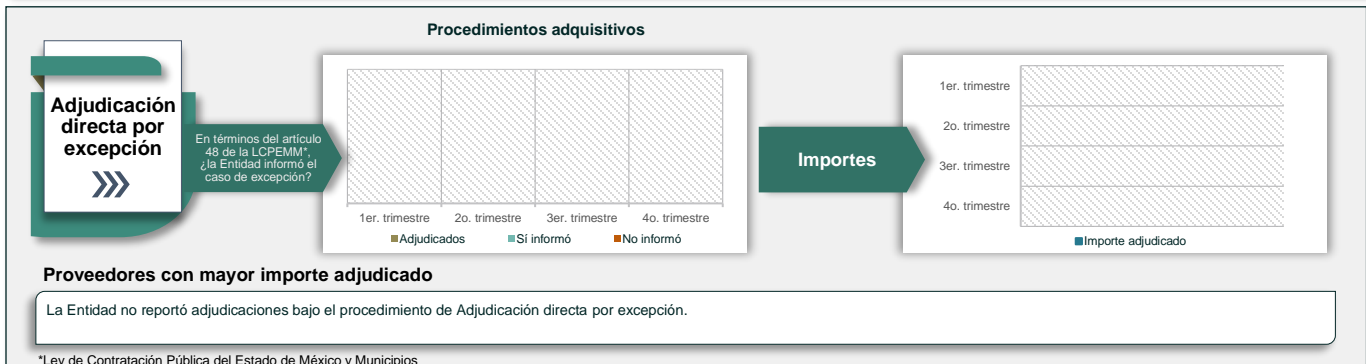 Procedimientos adquisitivos
Adjudicación
directa por
excepción
En términos del artículo
48 de la LCPEMM*,
¿la Entidad informó el
caso de excepción?
1er. trimestre 2o. trimestre 3er. trimestre 4o. trimestre
Adjudicados Sí informó No informó
Importes
1er. trimestre
2o. trimestre
3er. trimestre
4o. trimestre
Importe adjudicado
Proveedores con mayor importe adjudicado
La Entidad no reportó adjudicaciones bajo el procedimiento de Adjudicación directa por excepción.
*Ley de Contratación Pública del Estado de México y Municipios